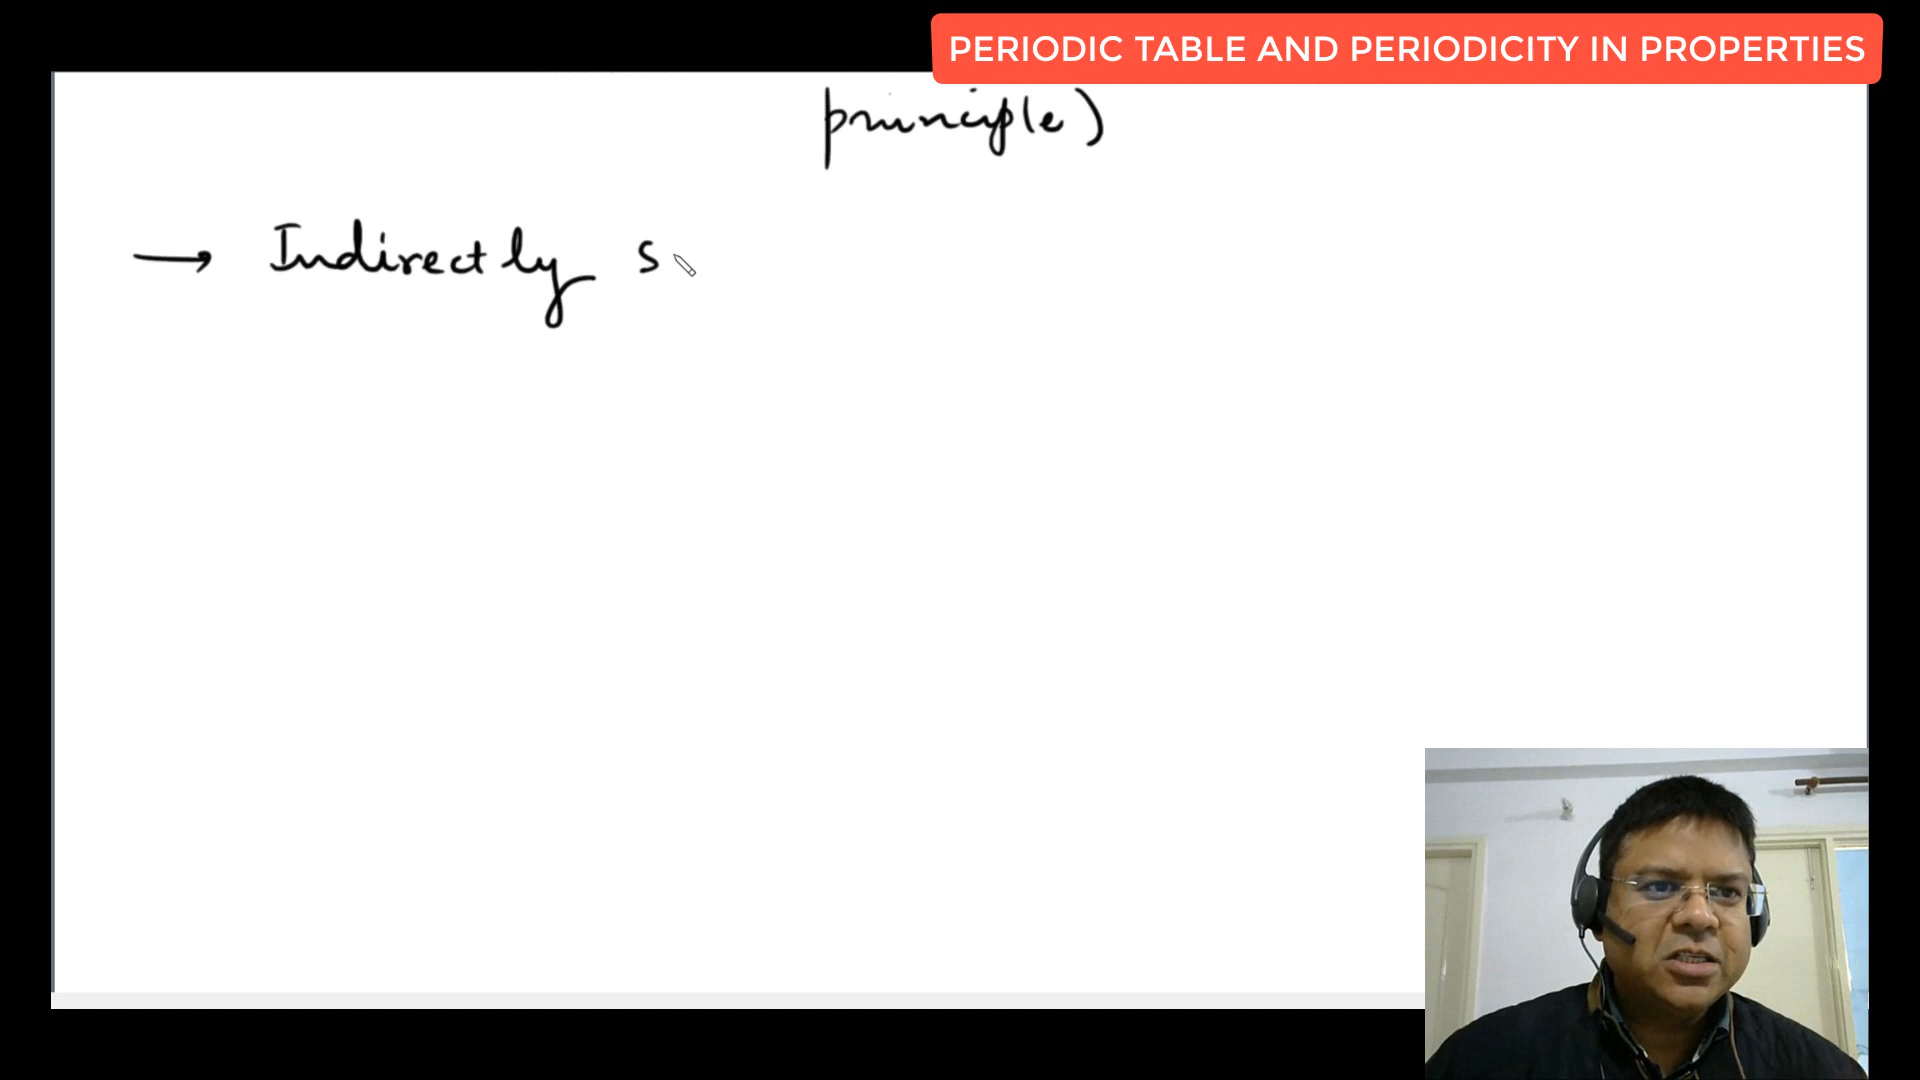 PERIODIC TABLE AND PERIODICITY IN PROPERTIES
principle)
→ Indirectly s